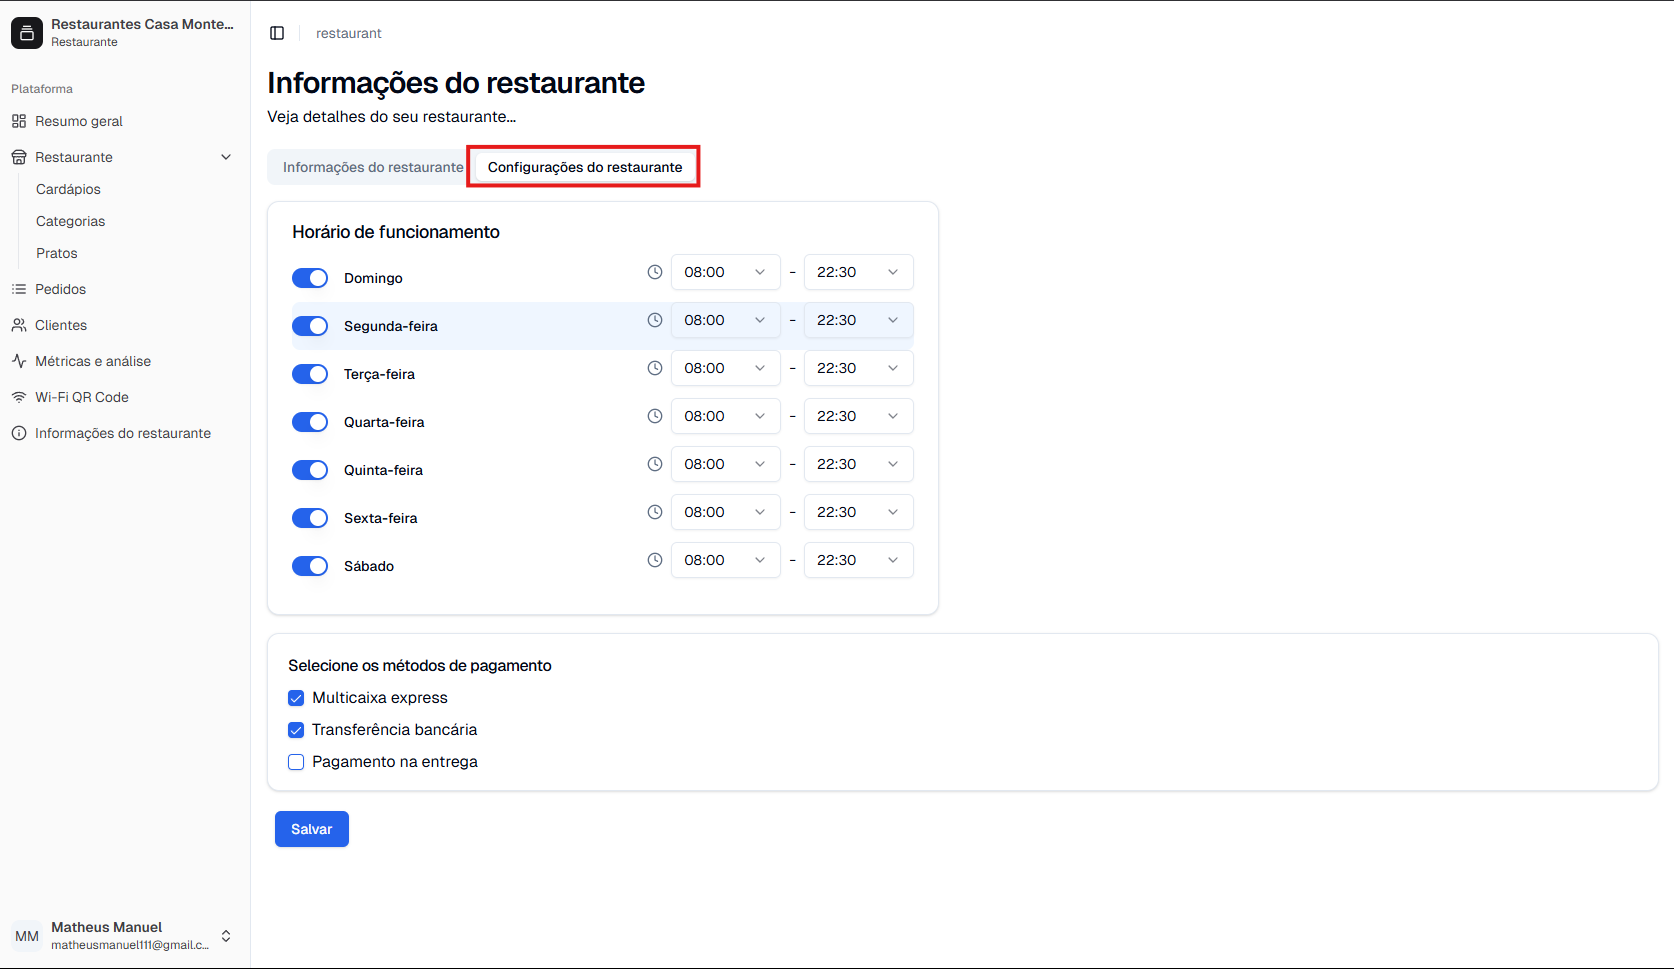 Restaurantes Casa Monte...
Restaurante
Plataforma
Resumo geral
Restaurante
Cardápios
Categorias
Pratos
Pedidos
Clientes
Métricas e análise
Wi-Fi QR Code
Informações do restaurante
MM
Matheus Manuel
matheusmanuel111@gmail.c...
restaurant
Informações do restaurante
Veja detalhes do seu restaurante...
Informações do restaurante Configurações do restaurante
Horário de funcionamento
Domingo 08:00 - 22:30
Segunda-feira 08:00 - 22:30
Terça-feira 08:00 - 22:30
Quarta-feira 08:00 - 22:30
Quinta-feira 08:00 - 22:30
Sexta-feira 08:00 - 22:30
Sábado 08:00 - 22:30
Selecione os métodos de pagamento
Multicaixa express
Transferência bancária
Pagamento na entrega
Salvar